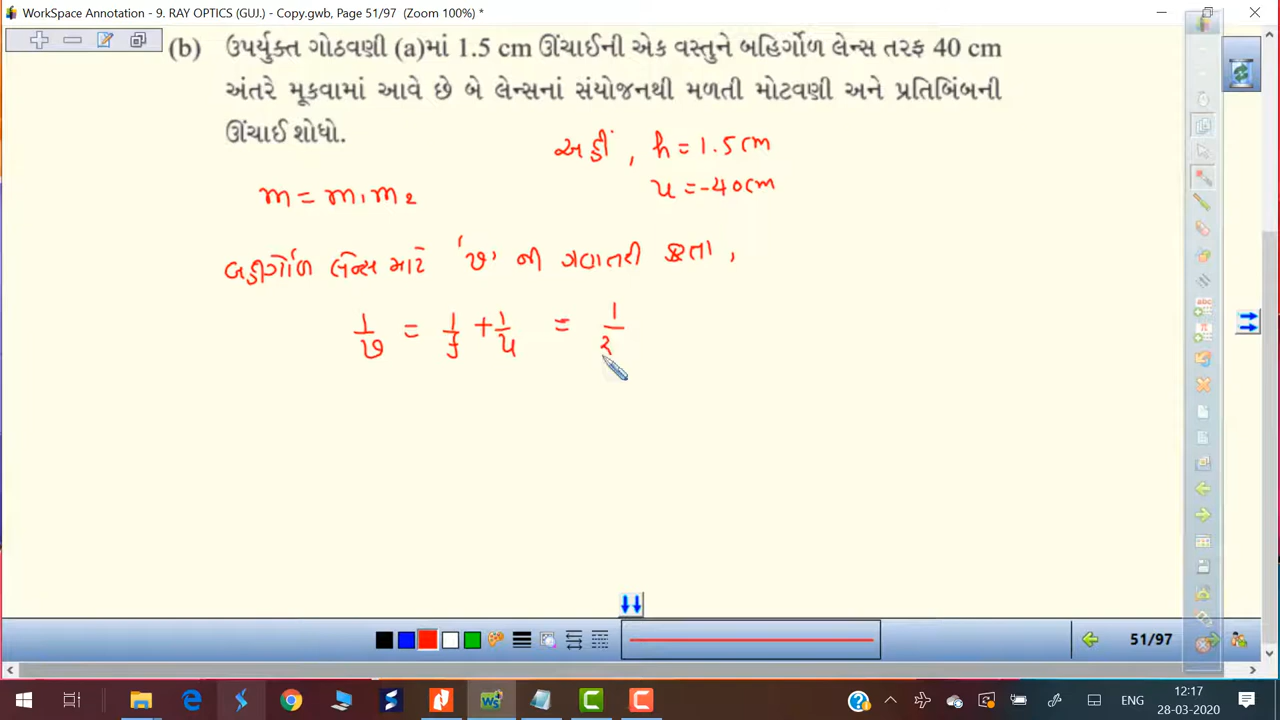 WorkSpace Annotation - 9. RAY OPTICS (GUJ.) - Copy.gwb, Page 51/97 (Zoom 100%) *
(b) ઉપર્યુક્ત ગોઠવણી (a)માં 1.5 cm ઊંચાઈની એક વસ્તુને બહિર્ગોળ લેન્સ તરફ 40 cm
અંતરે મૂકવામાં આવે છે બે લેન્સનાં સંયોજનથી મળતી મોટવણી અને પ્રતિબિંબની
ઊંચાઈ શોધો.
અહીં , h = 1.5 cm
u = -40 cm
m = m₁ m₂
બહીર્ગોળ લેન્સ માટે 'v' ની ગણતરી કરતા ,
1/v = 1/f + 1/u = 1/3
51/97
ENG
12:17
28-03-2020